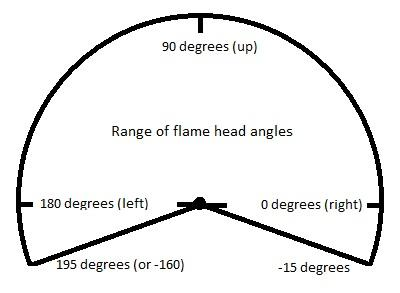 90 degrees (up)
Range of flame head angles
180 degrees (left)
0 degrees (right)
195 degrees (or -160)
-15 degrees